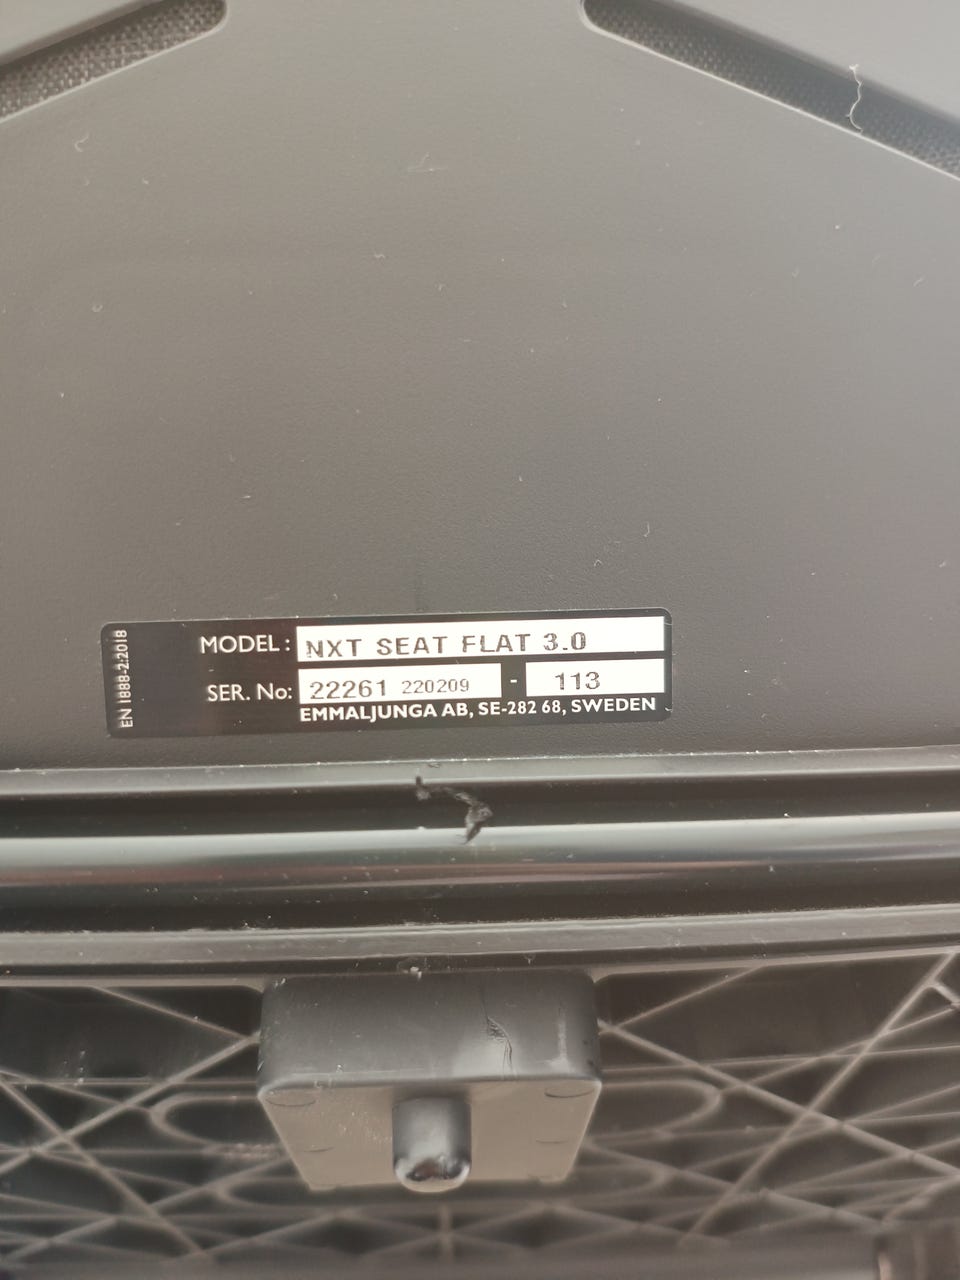 EN 1888-2:2018
MODEL: NXT SEAT FLAT 3.0
SER. No: 22261 220209 - 113
EMMALJUNGA AB, SE-282 68, SWEDEN